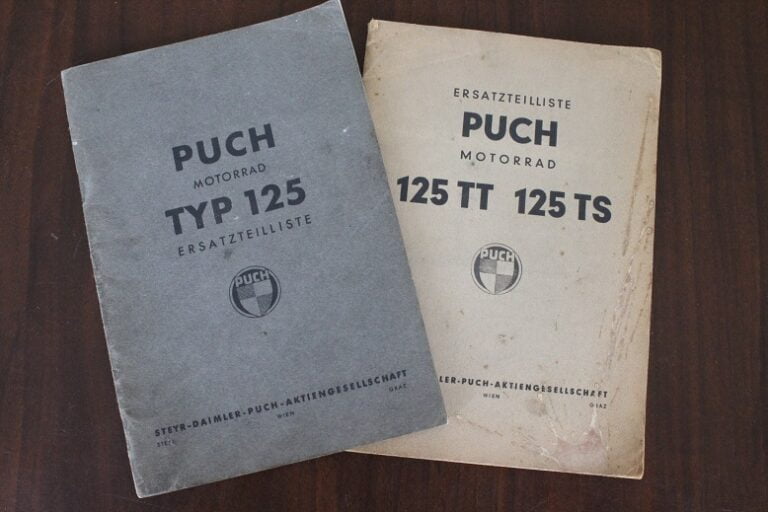 PUCH
MOTORRAD
TYP 125
ERSATZTEILLISTE
PUCH
STEYR-DAIMLER-PUCH-AKTIENGESELLSCHAFT
STEYR WIEN GRAZ
ERSATZTEILLISTE
PUCH
MOTORRAD
125 TT 125 TS
PUCH
LER-PUCH-AKTIENGESELLSCHAFT
WIEN GRAZ